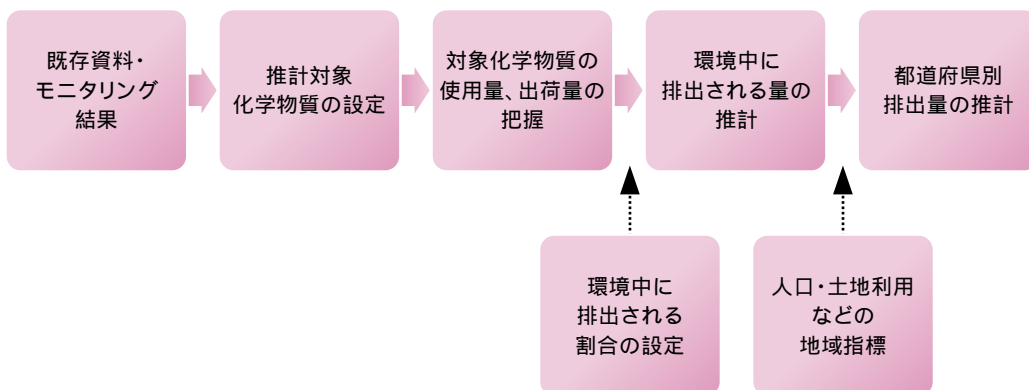 既存資料・
モニタリング
結果
推計対象
化学物質の設定
対象化学物質の
使用量、出荷量の
把握
環境中に
排出される量の
推計
都道府県別
排出量の推計
環境中に
排出される
割合の設定
人口・土地利用
などの
地域指標